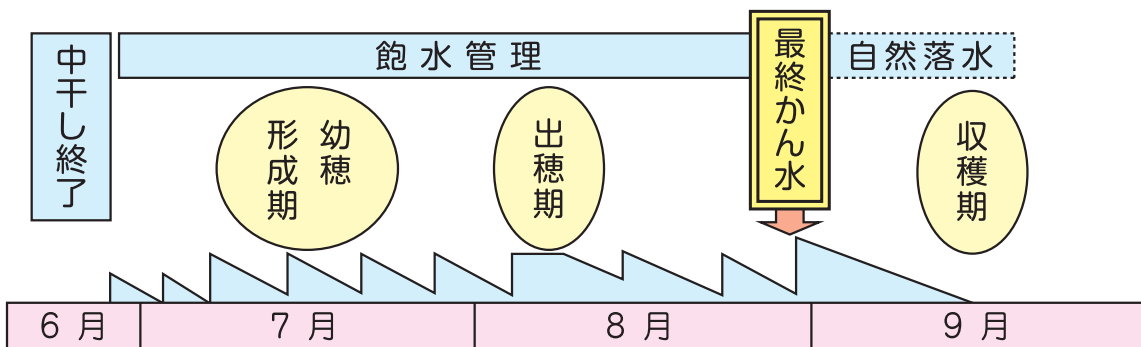 中干し終了
飽水管理
最終かん水
自然落水
幼穂
形成期
出穂期
収穫期
6月
7月
8月
9月